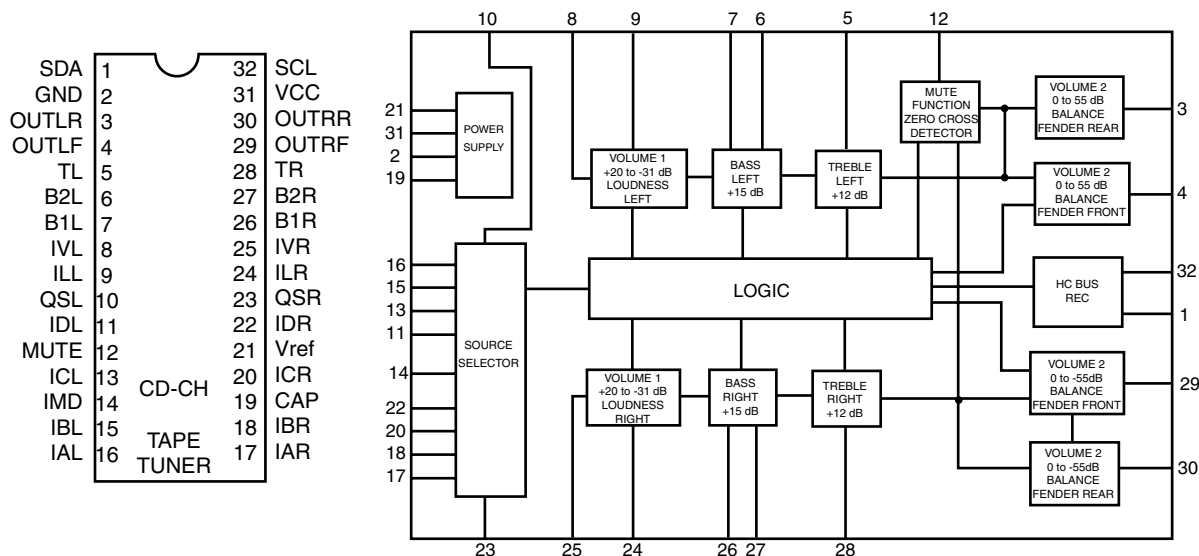 SDA 1 32 SCL
GND 2 31 VCC
OUTLR 3 30 OUTRR
OUTLF 4 29 OUTRF
TL 5 28 TR
B2L 6 27 B2R
B1L 7 26 B1R
IVL 8 25 IVR
ILL 9 24 ILR
QSL 10 23 QSR
IDL 11 22 IDR
MUTE 12 21 Vref
ICL 13 CD-CH 20 ICR
IMD 14 19 CAP
IBL 15 TAPE 18 IBR
IAL 16 TUNER 17 IAR
10 8 9 7 6 5 12
21
31
2
19
POWER
SUPPLY
VOLUME 1
+20 to -31 dB
LOUDNESS
LEFT
BASS
LEFT
+15 dB
TREBLE
LEFT
+12 dB
MUTE
FUNCTION
ZERO CROSS
DETECTOR
VOLUME 2
0 to 55 dB
BALANCE
FENDER REAR
3
VOLUME 2
0 to 55 dB
BALANCE
FENDER FRONT
4
16
15
13
11
14
22
20
18
17
SOURCE
SELECTOR
LOGIC
HC BUS
REC
32
1
VOLUME 1
+20 to -31 dB
LOUDNESS
RIGHT
BASS
RIGHT
+15 dB
TREBLE
RIGHT
+12 dB
VOLUME 2
0 to -55dB
BALANCE
FENDER FRONT
29
VOLUME 2
0 to -55dB
BALANCE
FENDER REAR
30
23 25 24 26 27 28